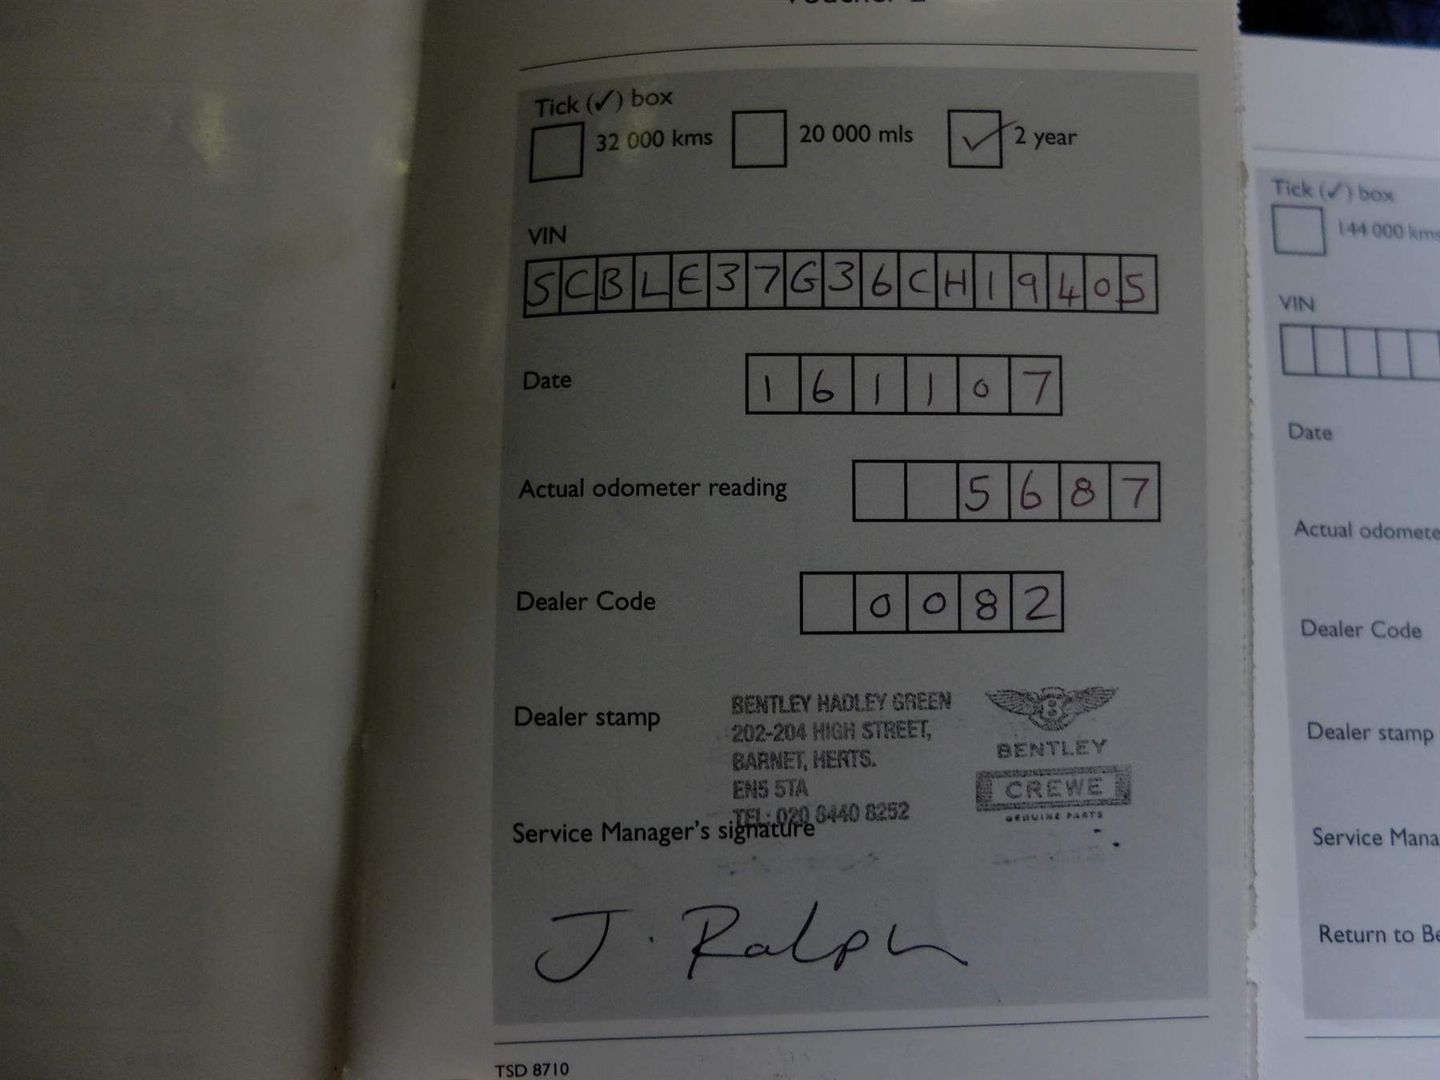 Tick (✓) box
32 000 kms
20 000 mls
✓ 2 year
VIN
SCBLE37G36CH19405
Date
161107
Actual odometer reading
5687
Dealer Code
0082
Dealer stamp
BENTLEY HADLEY GREEN
202-204 HIGH STREET,
BARNET, HERTS.
EN5 5TA
TEL: 020 8440 8252
BENTLEY
CREWE
GENUINE PARTS
Service Manager's signature
J. Ralph
TSD 8710
Tick (✓) box
144 000 kms
VIN
Date
Actual odomete
Dealer Code
Dealer stamp
Service Mana
Return to Be